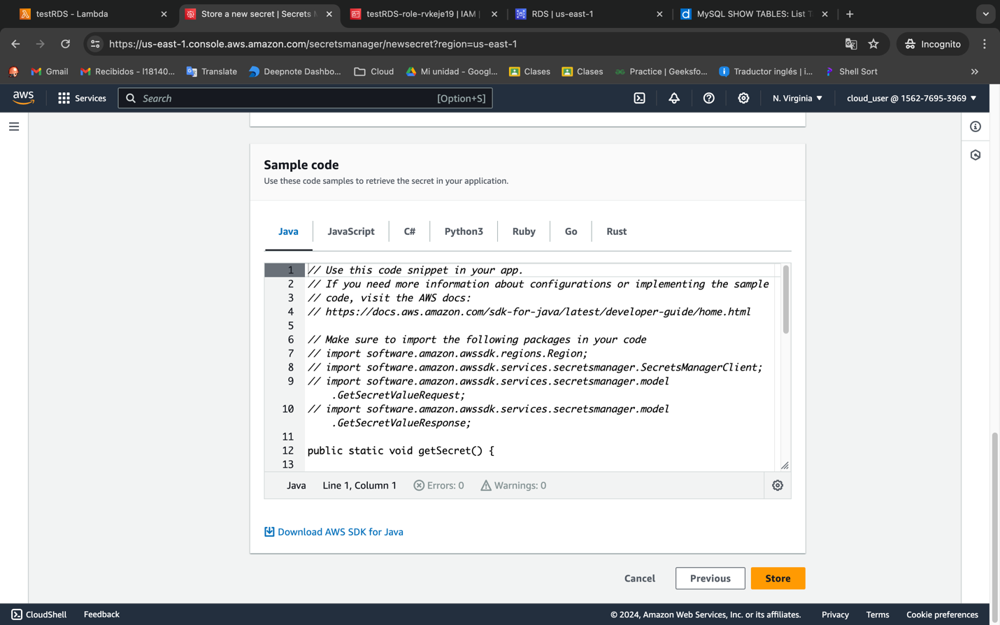 testRDS - Lambda
Store a new secret | Secrets M
testRDS-role-rvkeje19 | IAM |
RDS | us-east-1
MySQL SHOW TABLES: List T
https://us-east-1.console.aws.amazon.com/secretsmanager/newsecret?region=us-east-1
Incognito
Gmail
Recibidos - l18140...
Translate
Deepnote Dashbo...
Cloud
Mi unidad - Googl...
Clases
Clases
Practice | Geeksfo...
Traductor inglés | i...
Shell Sort
aws
Services
Search
[Option+S]
N. Virginia
cloud_user @ 1562-7695-3969
Sample code
Use these code samples to retrieve the secret in your application.
Java
JavaScript
C#
Python3
Ruby
Go
Rust
1 // Use this code snippet in your app.
2 // If you need more information about configurations or implementing the sample
3 // code, visit the AWS docs:
4 // https://docs.aws.amazon.com/sdk-for-java/latest/developer-guide/home.html
5
6 // Make sure to import the following packages in your code
7 // import software.amazon.awssdk.regions.Region;
8 // import software.amazon.awssdk.services.secretsmanager.SecretsManagerClient;
9 // import software.amazon.awssdk.services.secretsmanager.model
.GetSecretValueRequest;
10 // import software.amazon.awssdk.services.secretsmanager.model
.GetSecretValueResponse;
11
12 public static void getSecret() {
13
Java
Line 1, Column 1
Errors: 0
Warnings: 0
Download AWS SDK for Java
Cancel
Previous
Store
CloudShell
Feedback
© 2024, Amazon Web Services, Inc. or its affiliates.
Privacy
Terms
Cookie preferences